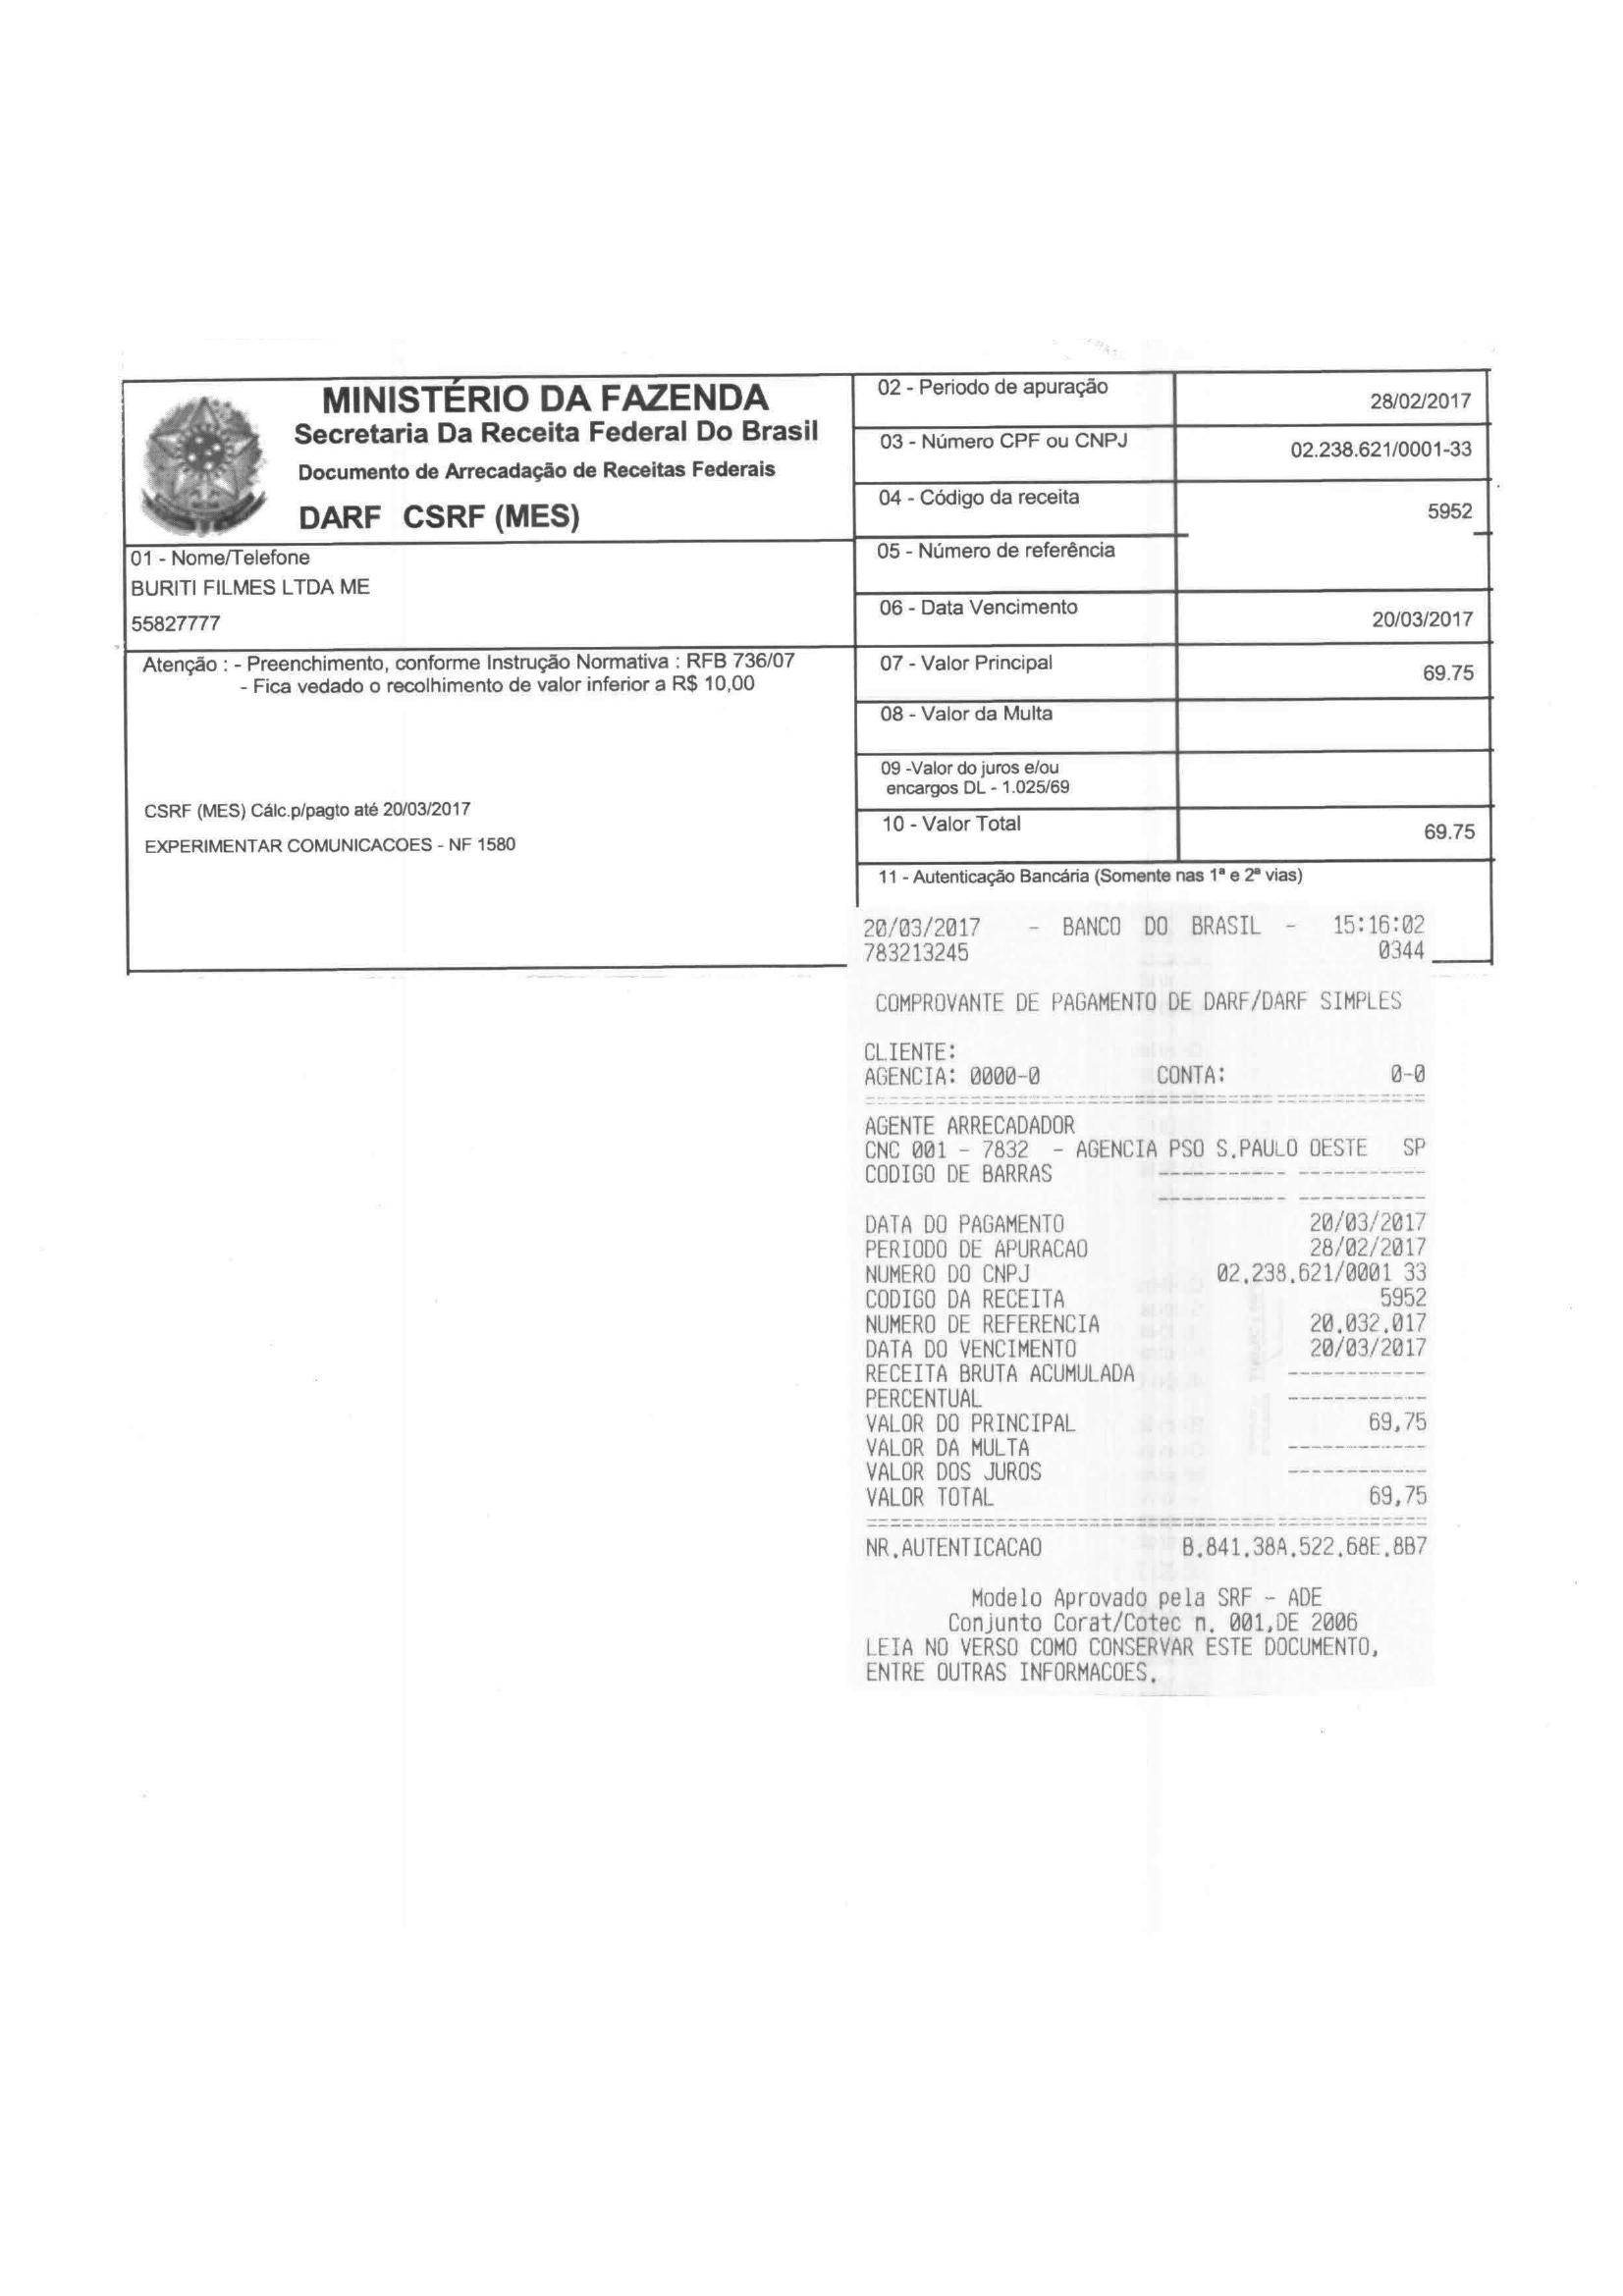 MINISTÉRIO DA FAZENDA
Secretaria Da Receita Federal Do Brasil
Documento de Arrecadação de Receitas Federais
DARF CSRF (MES)
01 - Nome/Telefone
BURITI FILMES LTDA ME
55827777
Atenção : - Preenchimento, conforme Instrução Normativa : RFB 736/07
- Fica vedado o recolhimento de valor inferior a R$ 10,00
CSRF (MES) Cálc.p/pagto até 20/03/2017
EXPERIMENTAR COMUNICACOES - NF 1580
02 - Periodo de apuração 28/02/2017
03 - Número CPF ou CNPJ 02.238.621/0001-33
04 - Código da receita 5952
05 - Número de referência
06 - Data Vencimento 20/03/2017
07 - Valor Principal 69.75
08 - Valor da Multa
09 -Valor do juros e/ou
encargos DL - 1.025/69
10 - Valor Total 69.75
11 - Autenticação Bancária (Somente nas 1ª e 2ª vias)
20/03/2017 - BANCO DO BRASIL - 15:16:02
783213245 0344
COMPROVANTE DE PAGAMENTO DE DARF/DARF SIMPLES
CLIENTE:
AGENCIA: 0000-0 CONTA: 0-0
AGENTE ARRECADADOR
CNC 001 - 7832 - AGENCIA PSO S.PAULO OESTE SP
CODIGO DE BARRAS
DATA DO PAGAMENTO 20/03/2017
PERIODO DE APURACAO 28/02/2017
NUMERO DO CNPJ 02.238.621/0001 33
CODIGO DA RECEITA 5952
NUMERO DE REFERENCIA 20.032.017
DATA DO VENCIMENTO 20/03/2017
RECEITA BRUTA ACUMULADA
PERCENTUAL
VALOR DO PRINCIPAL 69,75
VALOR DA MULTA
VALOR DOS JUROS
VALOR TOTAL 69,75
NR.AUTENTICACAO B.841.38A.522.68E.8B7
Modelo Aprovado pela SRF - ADE
Conjunto Corat/Cotec n. 001,DE 2006
LEIA NO VERSO COMO CONSERVAR ESTE DOCUMENTO,
ENTRE OUTRAS INFORMACOES.